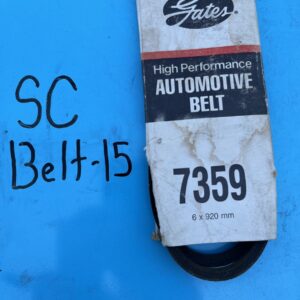 Gates
High Performance
AUTOMOTIVE
BELT
SC
Belt-15
7359
6 x 920 mm